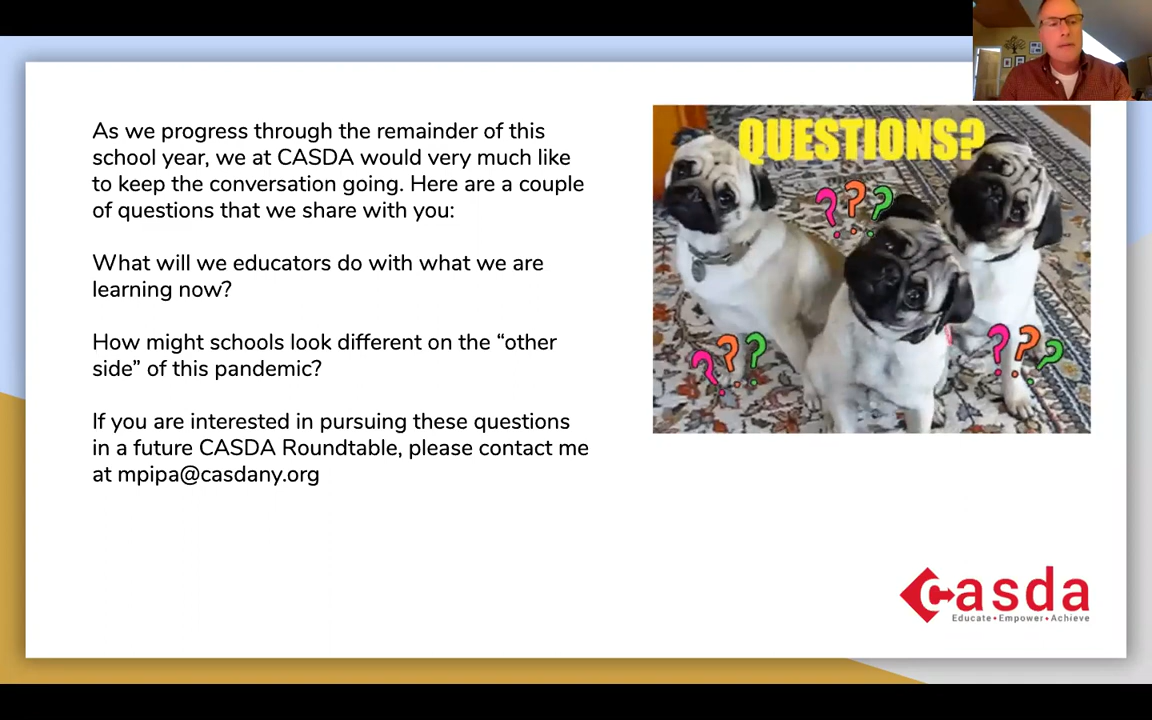 As we progress through the remainder of this
school year, we at CASDA would very much like
to keep the conversation going. Here are a couple
of questions that we share with you:
What will we educators do with what we are
learning now?
How might schools look different on the “other
side” of this pandemic?
If you are interested in pursuing these questions
in a future CASDA Roundtable, please contact me
at mpipa@casdany.org
QUESTIONS?
???
???
???
Casda
Educate•Empower•Achieve